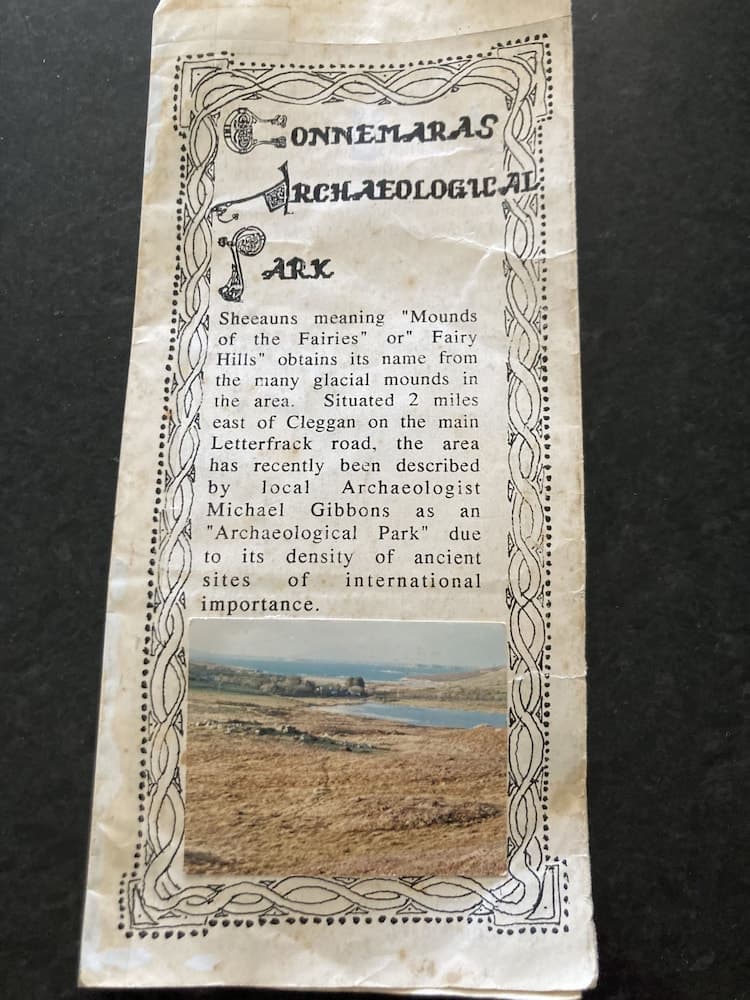 CONNEMARAS
ARCHAEOLOGICAL
PARK
Sheeauns meaning "Mounds
of the Fairies" or" Fairy
Hills" obtains its name from
the many glacial mounds in
the area. Situated 2 miles
east of Cleggan on the main
Letterfrack road, the area
has recently been described
by local Archaeologist
Michael Gibbons as an
"Archaeological Park" due
to its density of ancient
sites of international
importance.